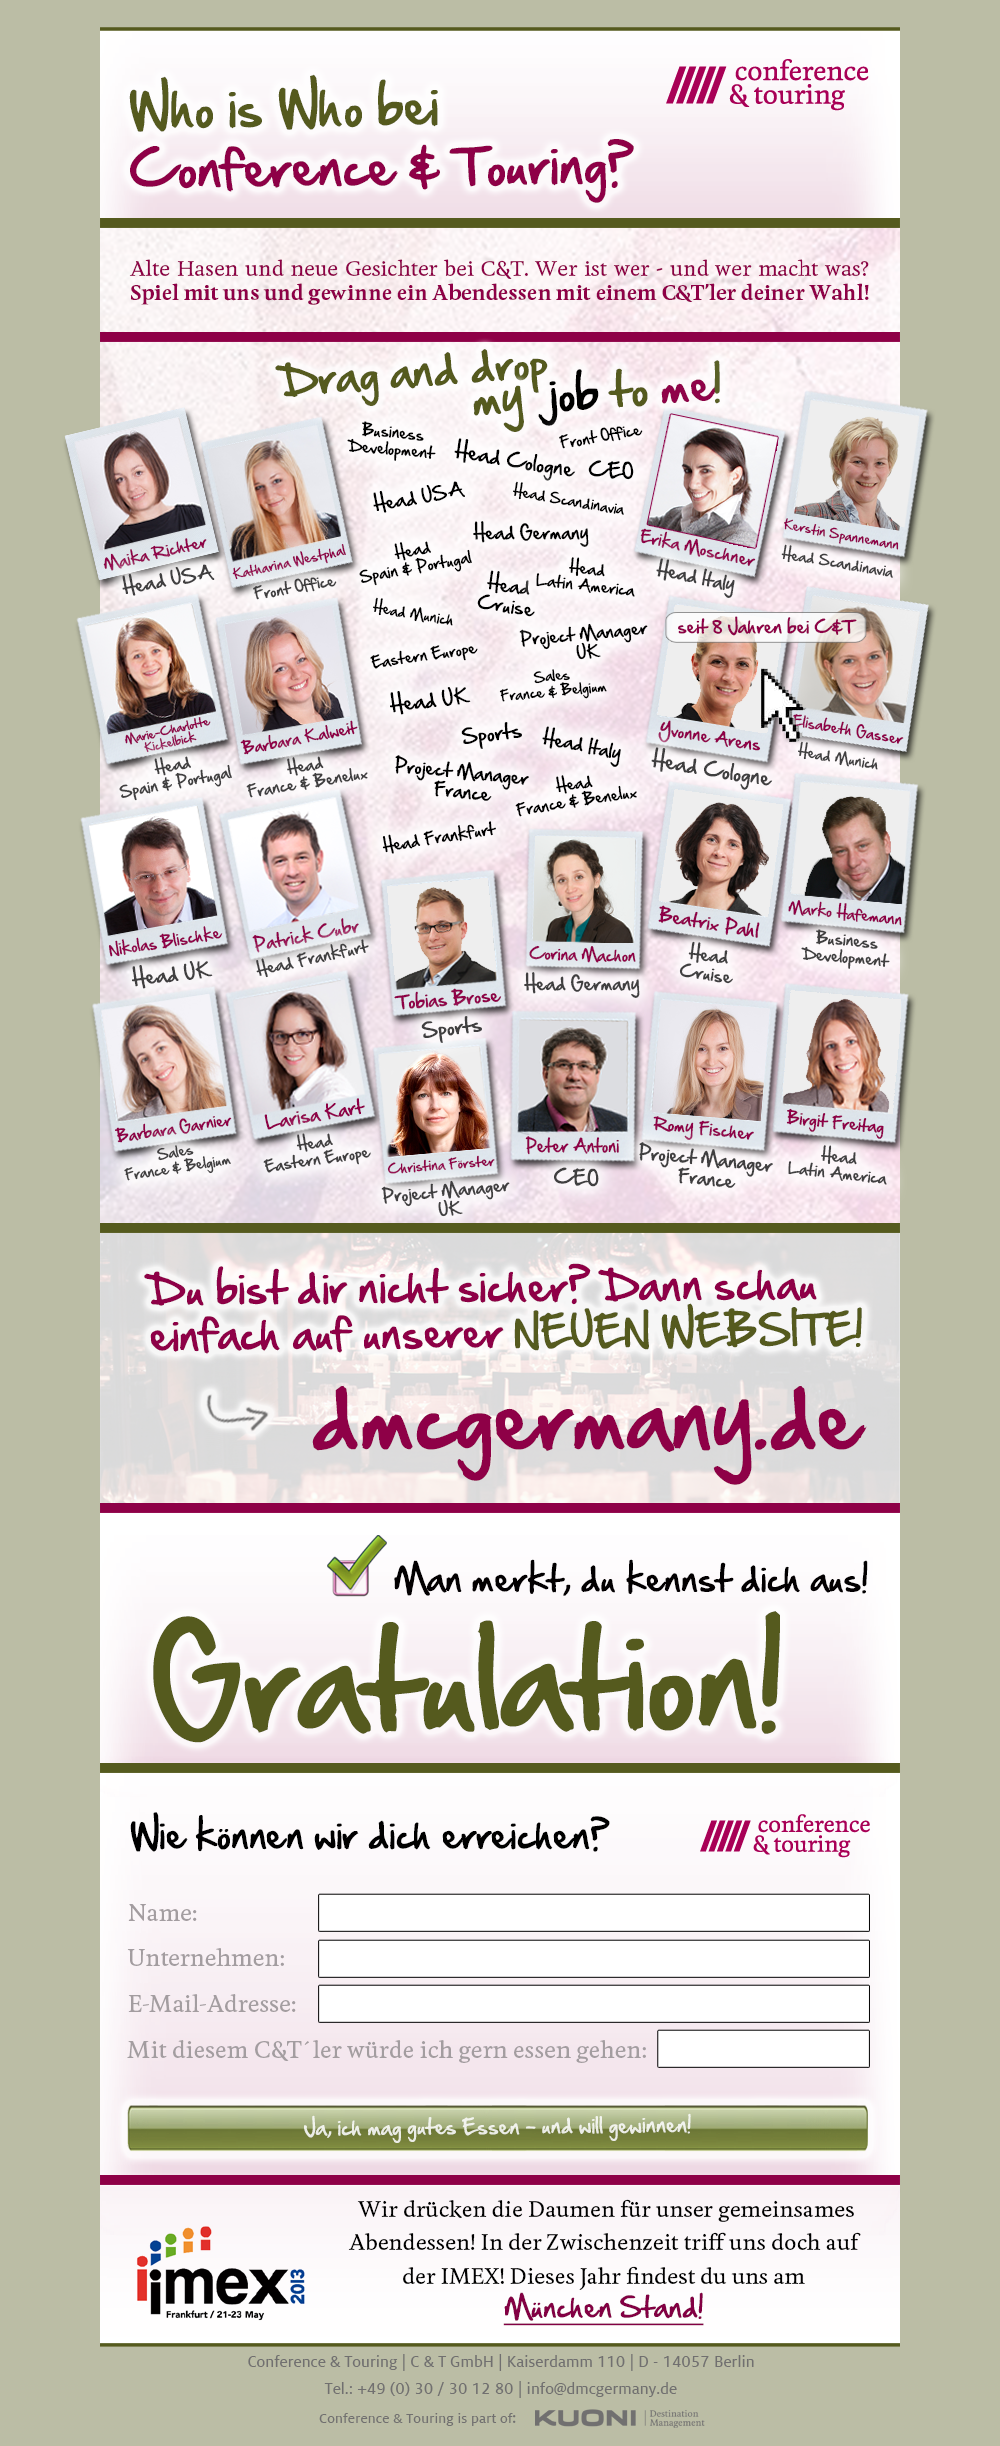 Who is Who bei
Conference & Touring?
conference
& touring
Alte Hasen und neue Gesichter bei C&T. Wer ist wer - und wer macht was?
Spiel mit uns und gewinne ein Abendessen mit einem C&T'ler deiner Wahl!
Drag and drop
my job to me!
Business
Development
Head Cologne
Front Office
CEO
Head USA
Head Scandinavia
Head Germany
Head
Spain & Portugal
Head
Latin America
Head
Cruise
Head Munich
Project Manager
UK
Eastern Europe
Sales
France & Belgium
Head UK
Sports
Head Italy
Project Manager
France
Head
France & Benelux
Head Frankfurt
Maika Richter
Head USA
Katharina Westphal
Front Office
Erika Moschner
Head Italy
Kerstin Spannemann
Head Scandinavia
Marie-Charlotte
Kickelbick
Head
Spain & Portugal
Barbara Kalweit
Head
France & Benelux
seit 8 Jahren bei C&T
Yvonne Arens
Head Cologne
Elisabeth Gasser
Head Munich
Nikolas Blischke
Head UK
Patrick Cubr
Head Frankfurt
Tobias Brose
Sports
Corina Machon
Head Germany
Beatrix Pahl
Head
Cruise
Marko Hafemann
Business
Development
Barbara Garnier
Sales
France & Belgium
Larisa Kart
Head
Eastern Europe
Christina Förster
Project Manager
UK
Peter Antoni
CEO
Romy Fischer
Project Manager
France
Birgit Freitag
Head
Latin America
Du bist dir nicht sicher? Dann schau
einfach auf unserer NEUEN WEBSITE!
dmcgermany.de
Man merkt, du kennst dich aus!
Gratulation!
Wie können wir dich erreichen?
conference
& touring
Name:
Unternehmen:
E-Mail-Adresse:
Mit diesem C&T´ler würde ich gern essen gehen:
Ja, ich mag gutes Essen - und will gewinnen!
imex 2013
Frankfurt / 21-23 May
Wir drücken die Daumen für unser gemeinsames
Abendessen! In der Zwischenzeit triff uns doch auf
der IMEX! Dieses Jahr findest du uns am
München Stand!
Conference & Touring | C & T GmbH | Kaiserdamm 110 | D - 14057 Berlin
Tel.: +49 (0) 30 / 30 12 80 | info@dmcgermany.de
Conference & Touring is part of: KUONI | Destination
Management